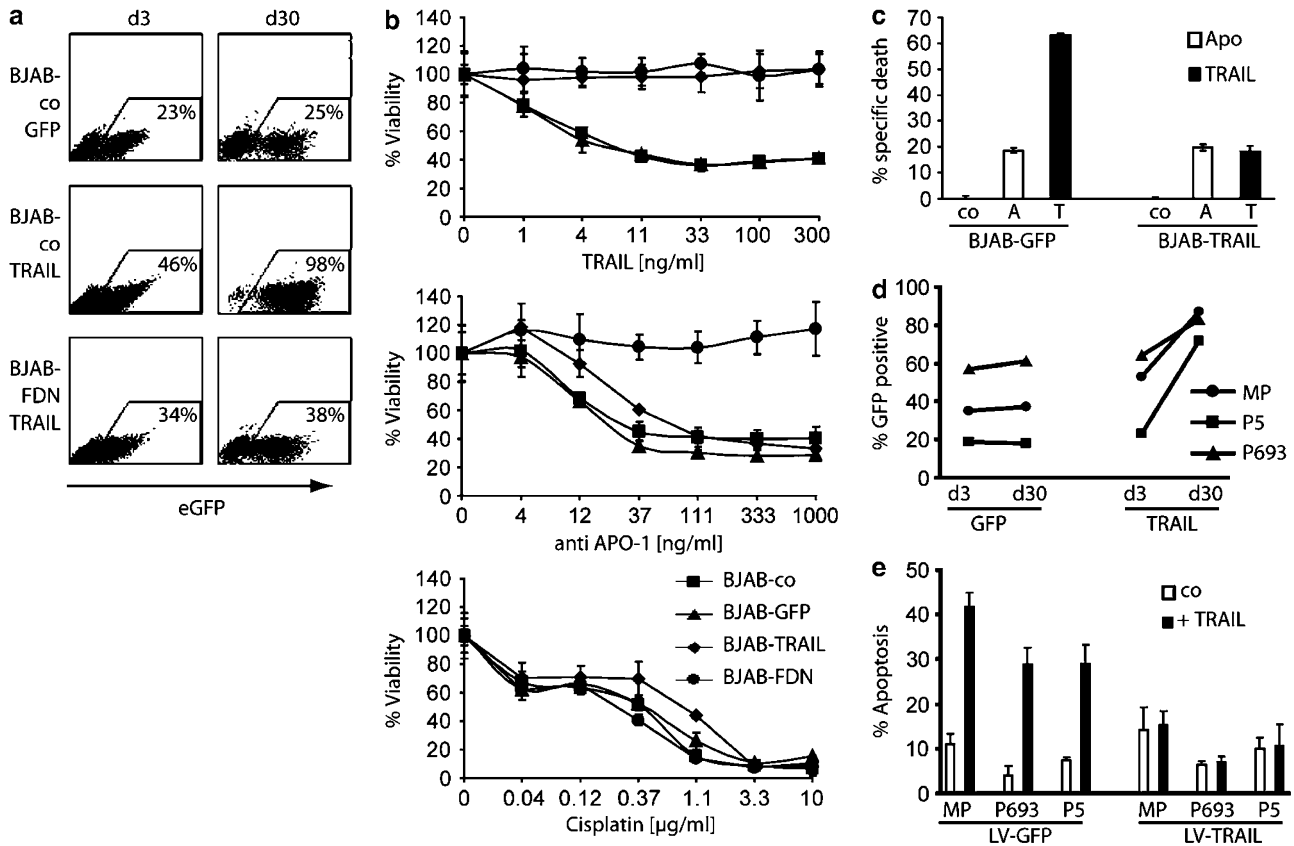 a
d3
d30
BJAB-
co
GFP
23%
25%
BJAB-
co
TRAIL
46%
98%
BJAB-
FDN
TRAIL
34%
38%
eGFP
b
% Viability
140
120
100
80
60
40
20
0
0 1 4 11 33 100 300
TRAIL [ng/ml]
% Viability
140
120
100
80
60
40
20
0
0 4 12 37 111 333 1000
anti APO-1 [ng/ml]
% Viability
140
120
100
80
60
40
20
0
BJAB-co
BJAB-GFP
BJAB-TRAIL
BJAB-FDN
0 0.04 0.12 0.37 1.1 3.3 10
Cisplatin [µg/ml]
c
% specific death
70
60
50
40
30
20
10
0
Apo
TRAIL
co A T co A T
BJAB-GFP BJAB-TRAIL
d
% GFP positive
100
80
60
40
20
0
MP
P5
P693
d3 d30 d3 d30
GFP TRAIL
e
% Apoptosis
50
40
30
20
10
0
co
+ TRAIL
MP P693 P5 MP P693 P5
LV-GFP LV-TRAIL